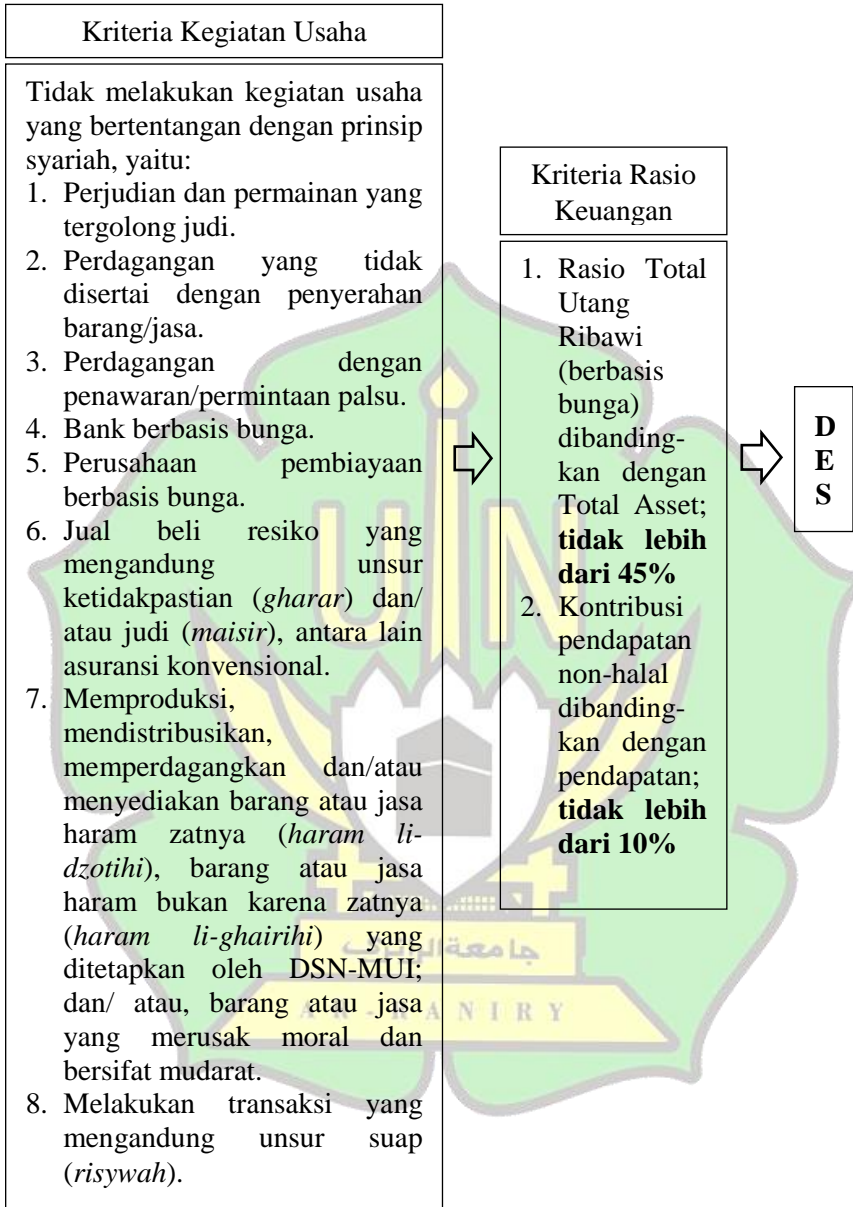 Kriteria Kegiatan Usaha
Tidak melakukan kegiatan usaha
yang bertentangan dengan prinsip
syariah, yaitu:
1. Perjudian dan permainan yang
tergolong judi.
2. Perdagangan yang tidak
disertai dengan penyerahan
barang/jasa.
3. Perdagangan dengan
penawaran/permintaan palsu.
4. Bank berbasis bunga.
5. Perusahaan pembiayaan
berbasis bunga.
6. Jual beli resiko yang
mengandung unsur
ketidakpastian (gharar) dan/
atau judi (maisir), antara lain
asuransi konvensional.
7. Memproduksi,
mendistribusikan,
memperdagangkan dan/atau
menyediakan barang atau jasa
haram zatnya (haram li-
dzotihi), barang atau jasa
haram bukan karena zatnya
(haram li-ghairihi) yang
ditetapkan oleh DSN-MUI;
dan/ atau, barang atau jasa
yang merusak moral dan
bersifat mudarat.
8. Melakukan transaksi yang
mengandung unsur suap
(risywah).
Kriteria Rasio
Keuangan
1. Rasio Total
Utang
Ribawi
(berbasis
bunga)
dibanding-
kan dengan
Total Asset;
tidak lebih
dari 45%
2. Kontribusi
pendapatan
non-halal
dibanding-
kan dengan
pendapatan;
tidak lebih
dari 10%
D
E
S
UIN
جامعة الرانري
AR-RANIRY